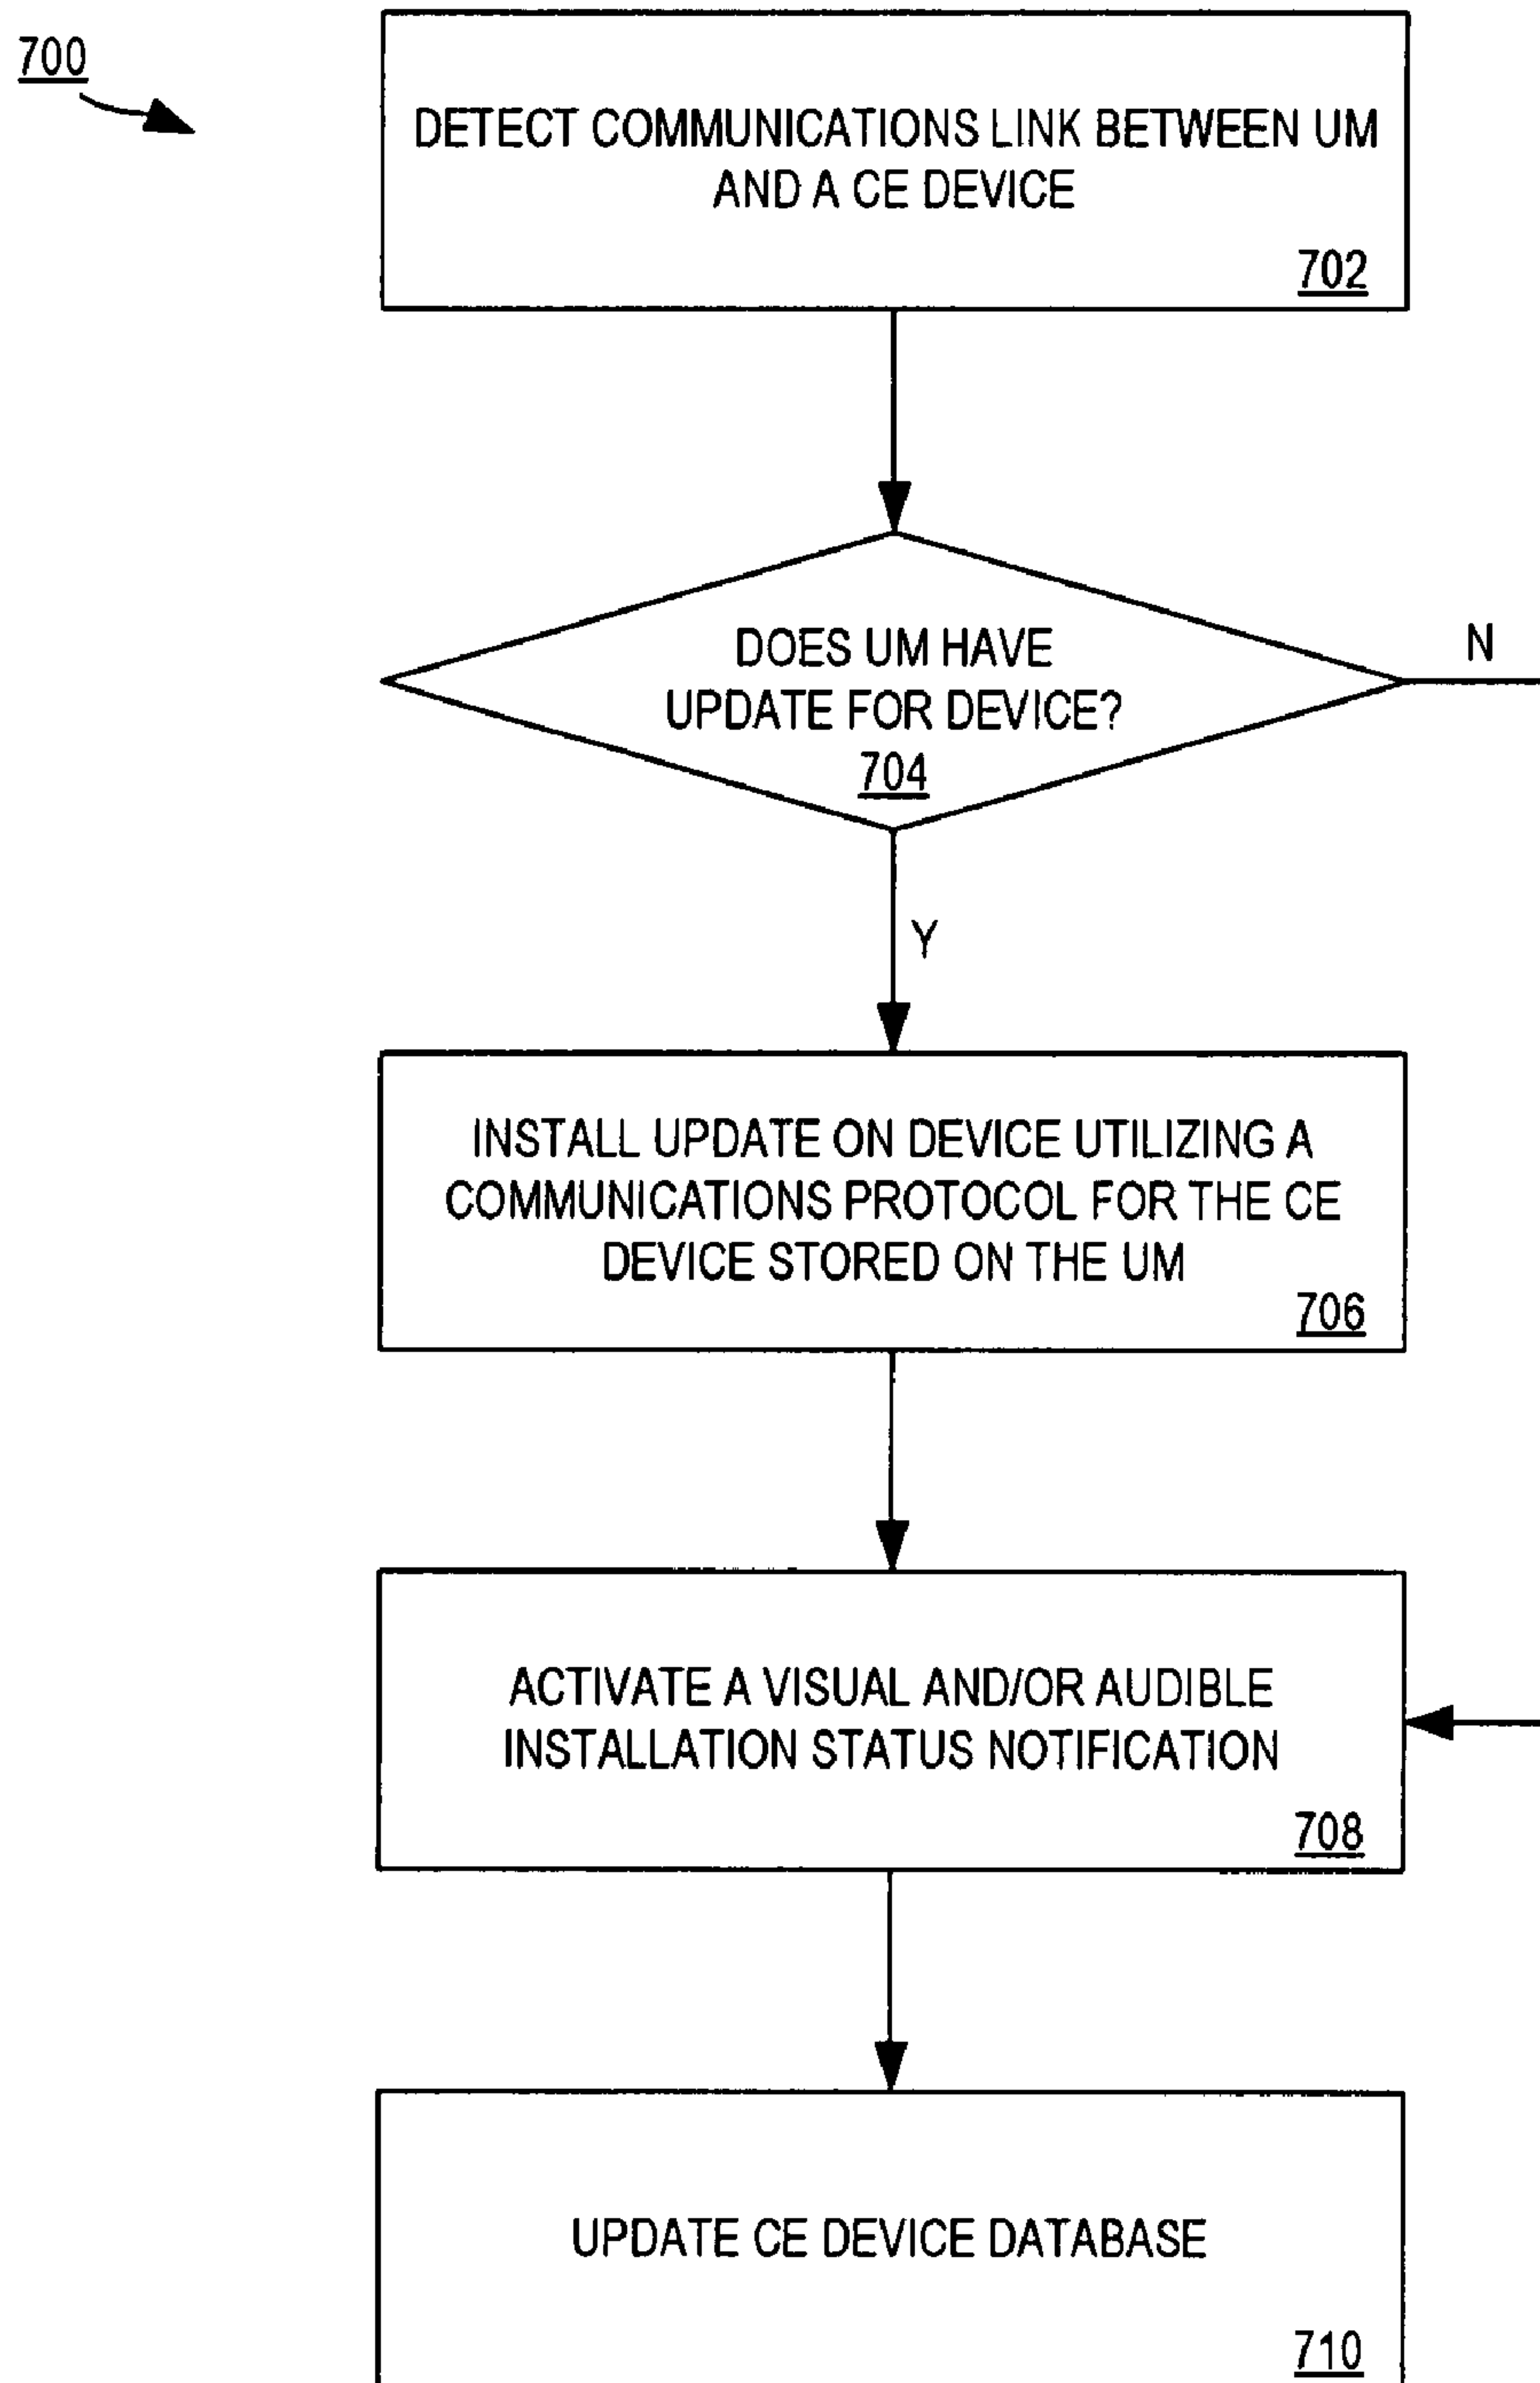 700
DETECT COMMUNICATIONS LINK BETWEEN UM
AND A CE DEVICE
702
DOES UM HAVE
UPDATE FOR DEVICE?
704
N
Y
INSTALL UPDATE ON DEVICE UTILIZING A
COMMUNICATIONS PROTOCOL FOR THE CE
DEVICE STORED ON THE UM
706
ACTIVATE A VISUAL AND/OR AUDIBLE
INSTALLATION STATUS NOTIFICATION
708
UPDATE CE DEVICE DATABASE
710